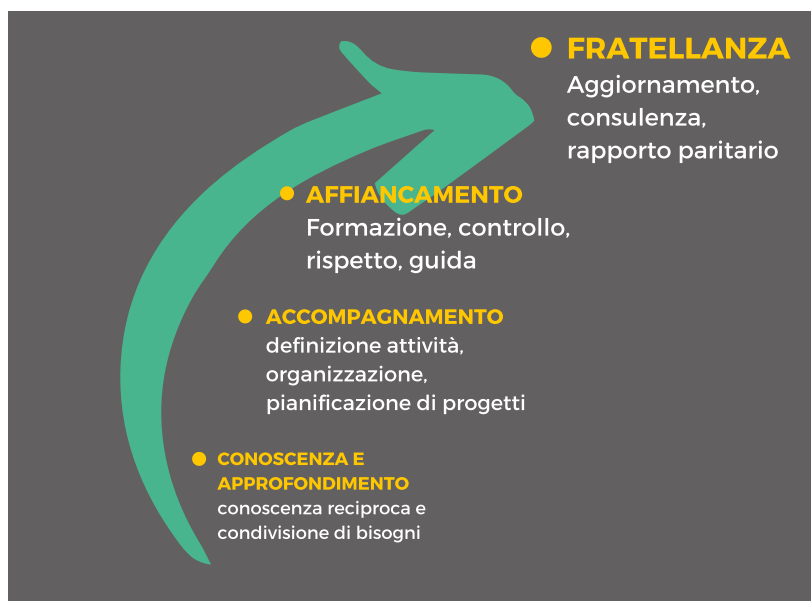 FRATELLANZA
Aggiornamento,
consulenza,
rapporto paritario
AFFIANCAMENTO
Formazione, controllo,
rispetto, guida
ACCOMPAGNAMENTO
definizione attività,
organizzazione,
pianificazione di progetti
CONOSCENZA E
APPROFONDIMENTO
conoscenza reciproca e
condivisione di bisogni